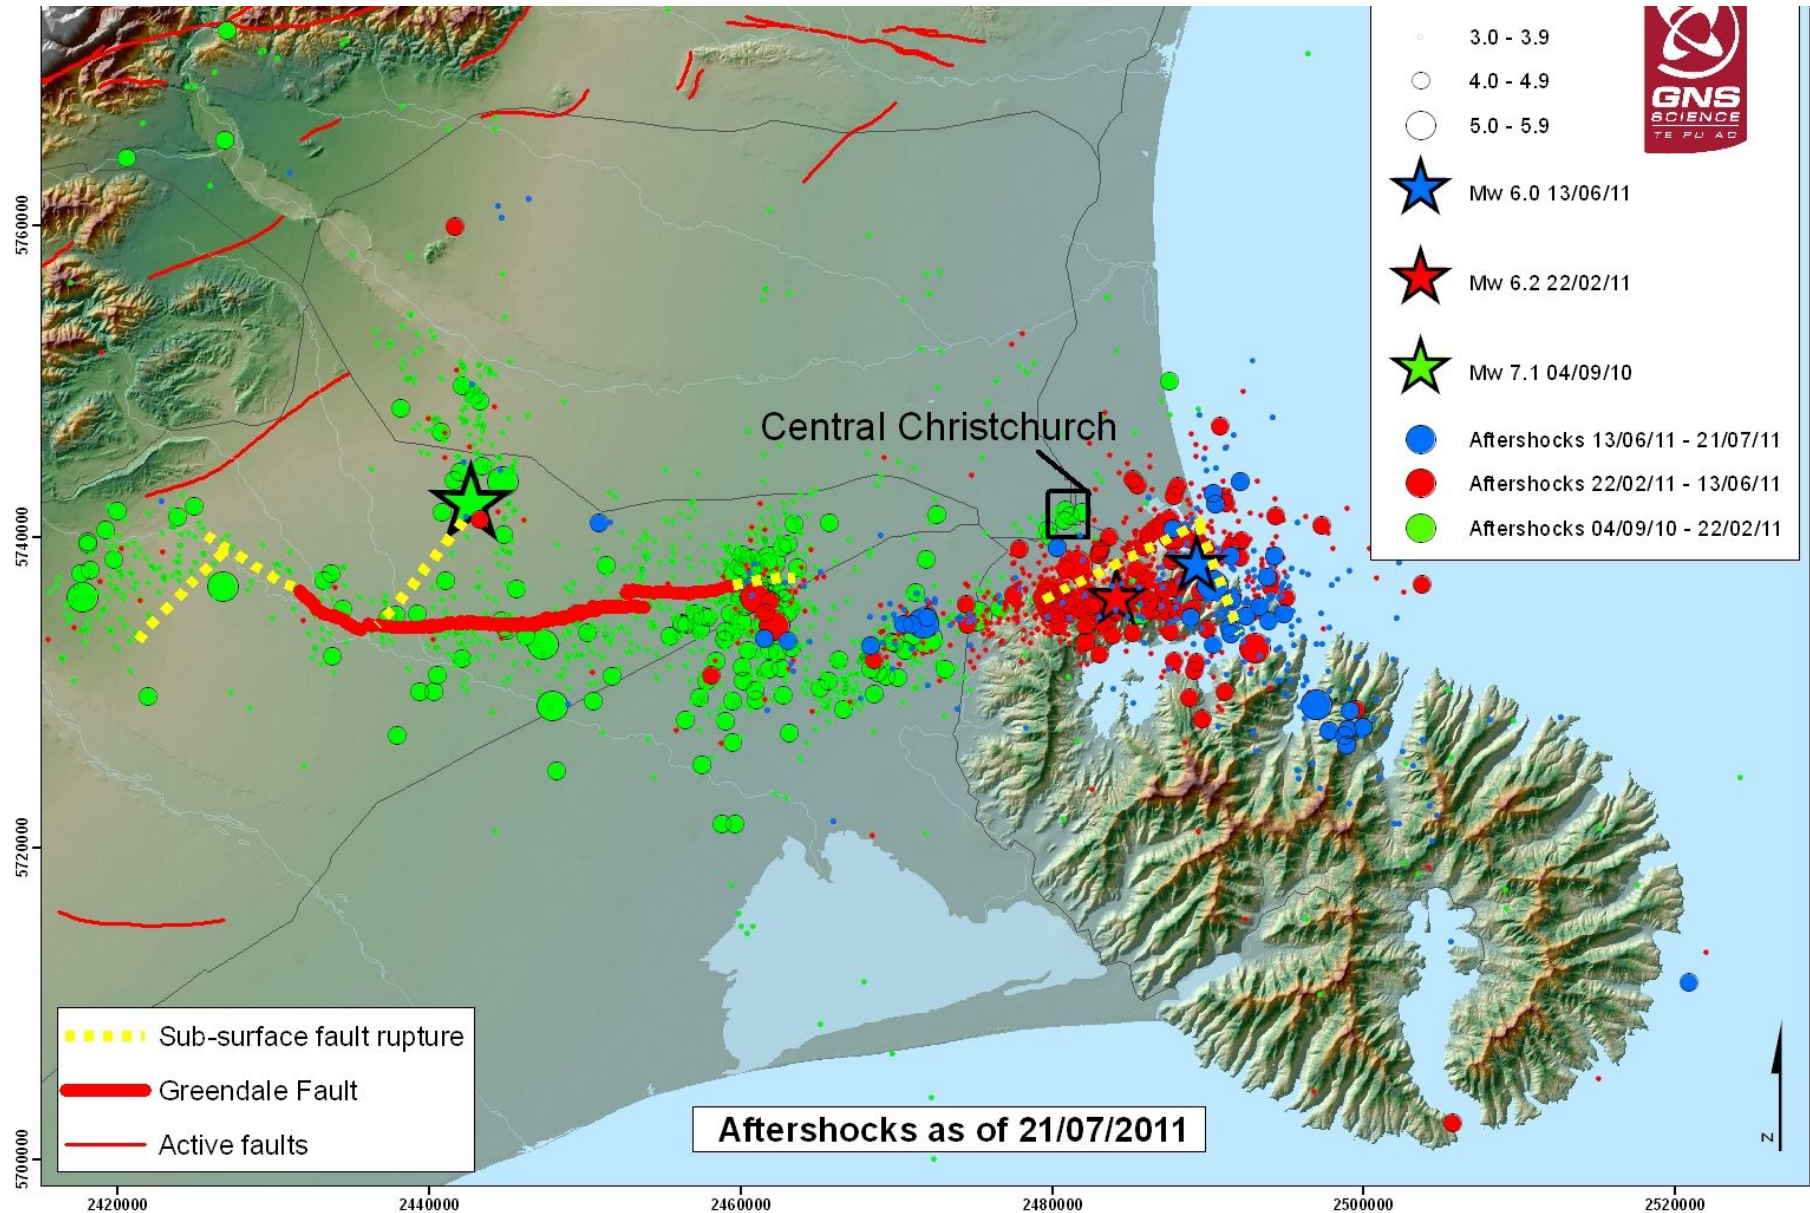 3.0 - 3.9
4.0 - 4.9
5.0 - 5.9
GNS
SCIENCE
TE PU AO
Mw 6.0 13/06/11
Mw 6.2 22/02/11
Mw 7.1 04/09/10
Aftershocks 13/06/11 - 21/07/11
Aftershocks 22/02/11 - 13/06/11
Aftershocks 04/09/10 - 22/02/11
Central Christchurch
Sub-surface fault rupture
Greendale Fault
Active faults
Aftershocks as of 21/07/2011
N
5760000
5740000
5720000
5700000
2420000
2440000
2460000
2480000
2500000
2520000